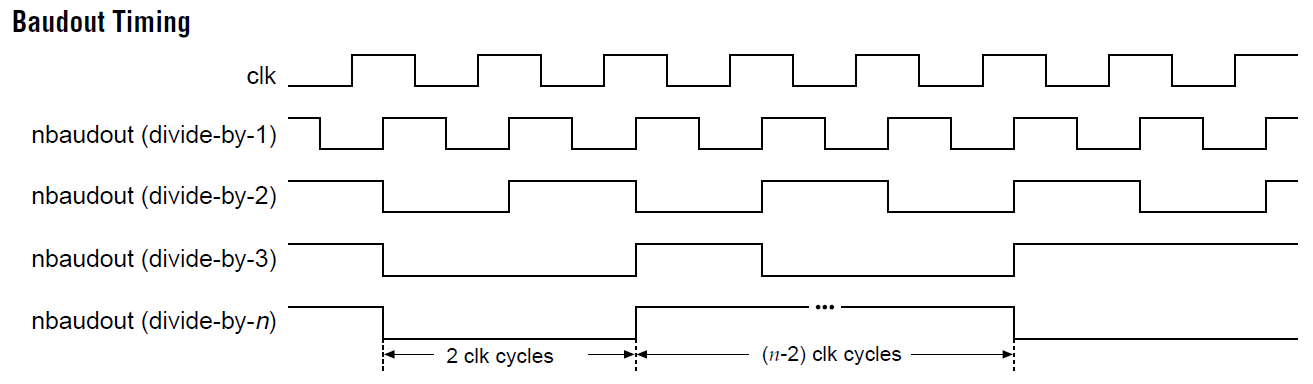 Baudout Timing
clk
nbaudout (divide-by-1)
nbaudout (divide-by-2)
nbaudout (divide-by-3)
nbaudout (divide-by-n)
...
2 clk cycles
(n-2) clk cycles